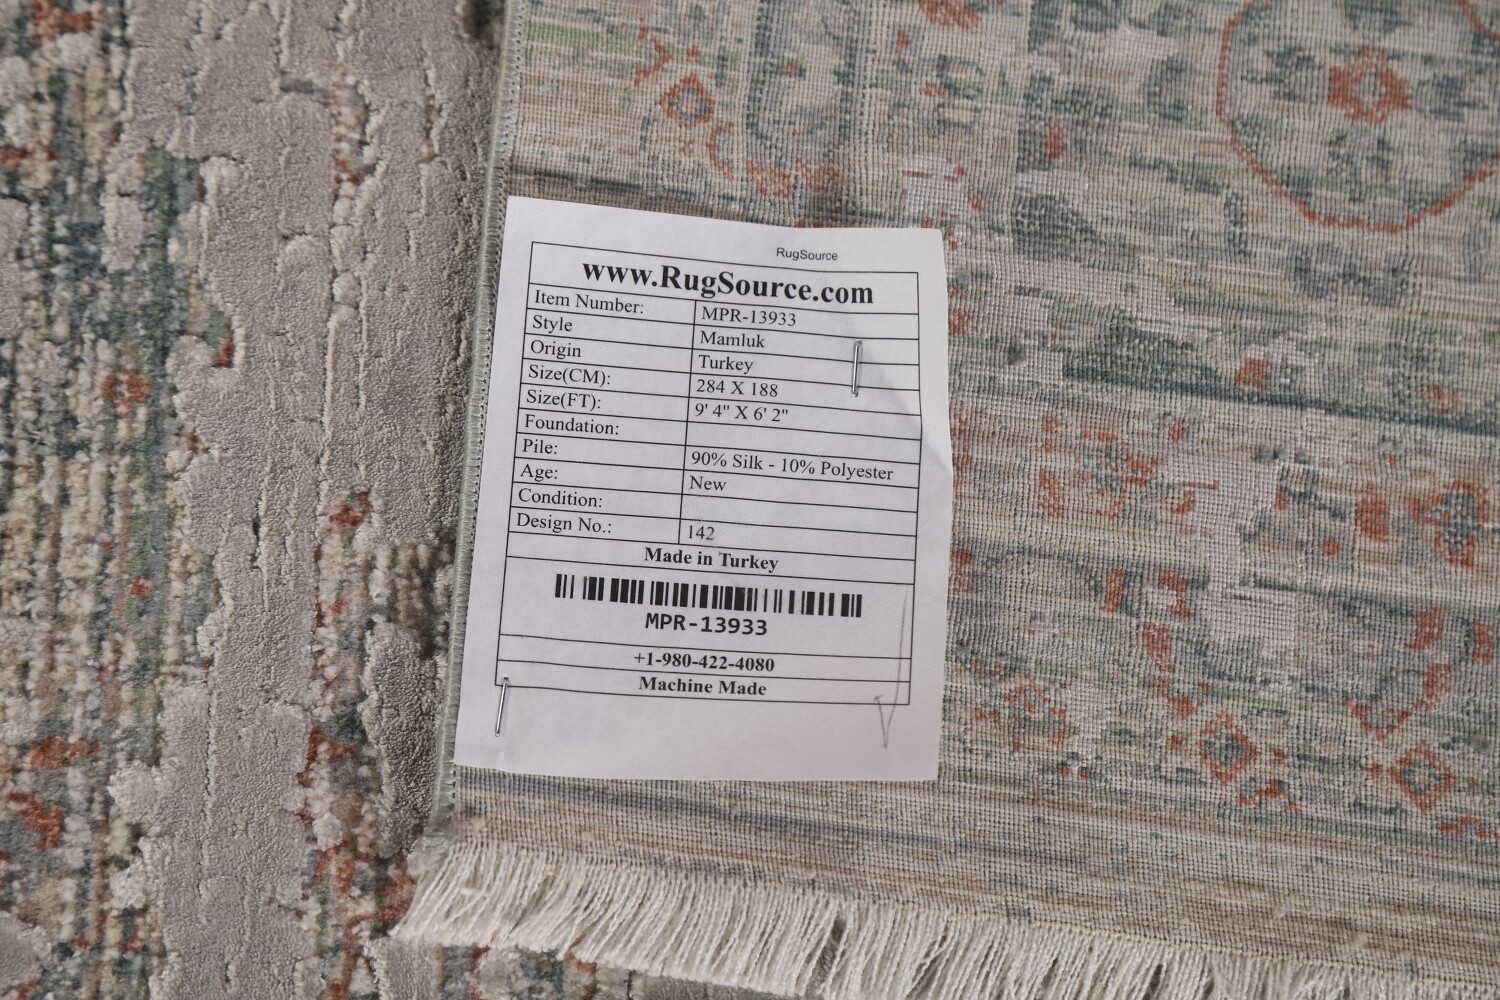 RugSource
www.RugSource.com
Item Number: MPR-13933
Style Mamluk
Origin Turkey
Size(CM): 284 X 188
Size(FT): 9' 4" X 6' 2"
Foundation:
Pile: 90% Silk - 10% Polyester
Age: New
Condition:
Design No.: 142
Made in Turkey
MPR-13933
+1-980-422-4080
Machine Made